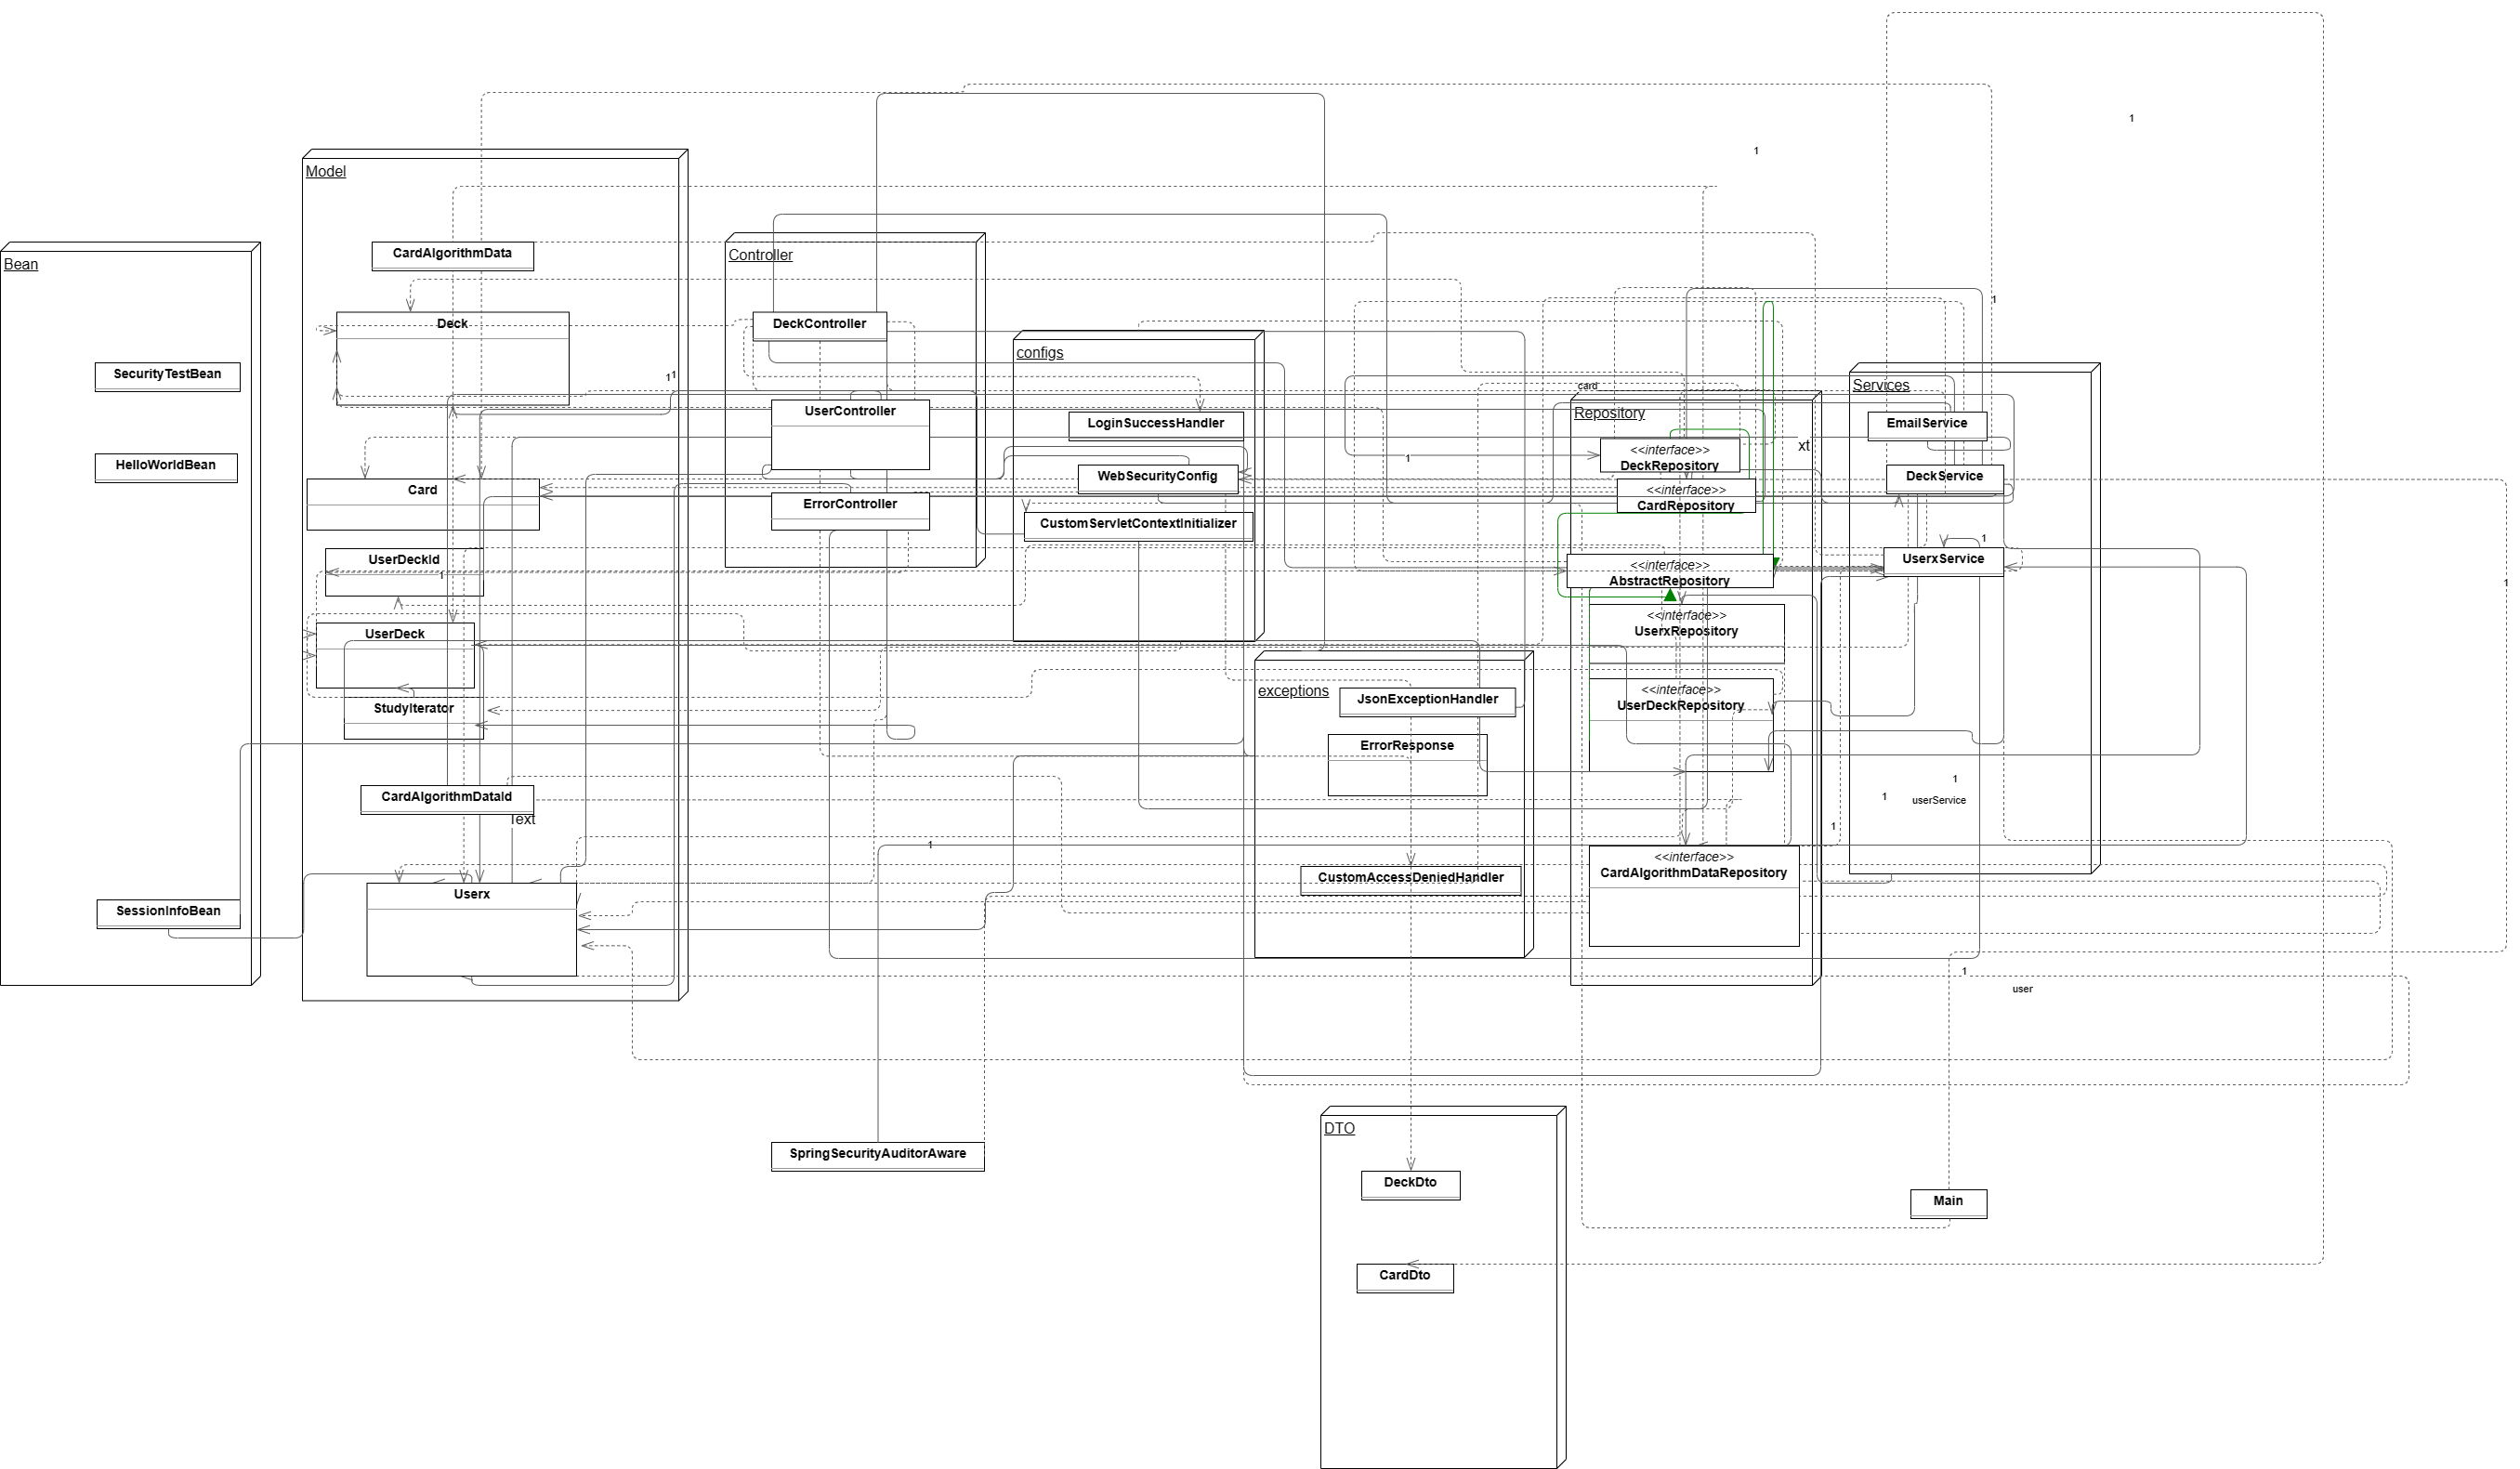 1
1
Model
CardAlgorithmData
Deck
1
1
Card
UserDeckId
1
UserDeck
StudyIterator
CardAlgorithmDataId
Text
Userx
Bean
SecurityTestBean
HelloWorldBean
SessionInfoBean
Controller
DeckController
UserController
ErrorController
configs
LoginSuccessHandler
WebSecurityConfig
CustomServletContextInitializer
1
exceptions
JsonExceptionHandler
ErrorResponse
CustomAccessDeniedHandler
1
card
Repository
<<interface>>
DeckRepository
<<interface>>
CardRepository
<<interface>>
AbstractRepository
<<interface>>
UserxRepository
<<interface>>
UserDeckRepository
<<interface>>
CardAlgorithmDataRepository
xt
1
Services
EmailService
DeckService
1
UserxService
1
1
1
userService
1
1
user
SpringSecurityAuditorAware
DTO
DeckDto
CardDto
Main